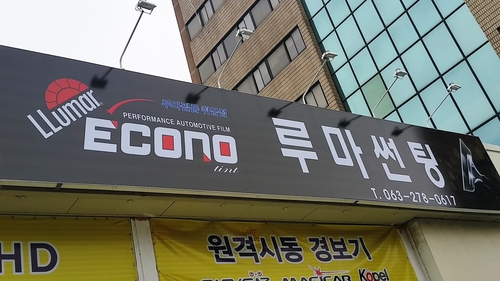 LLumar
PERFORMANCE AUTOMOTIVE FILM
ECONO
tint
루마썬팅
T. 063-278-0617
HD
원격시동 경보기